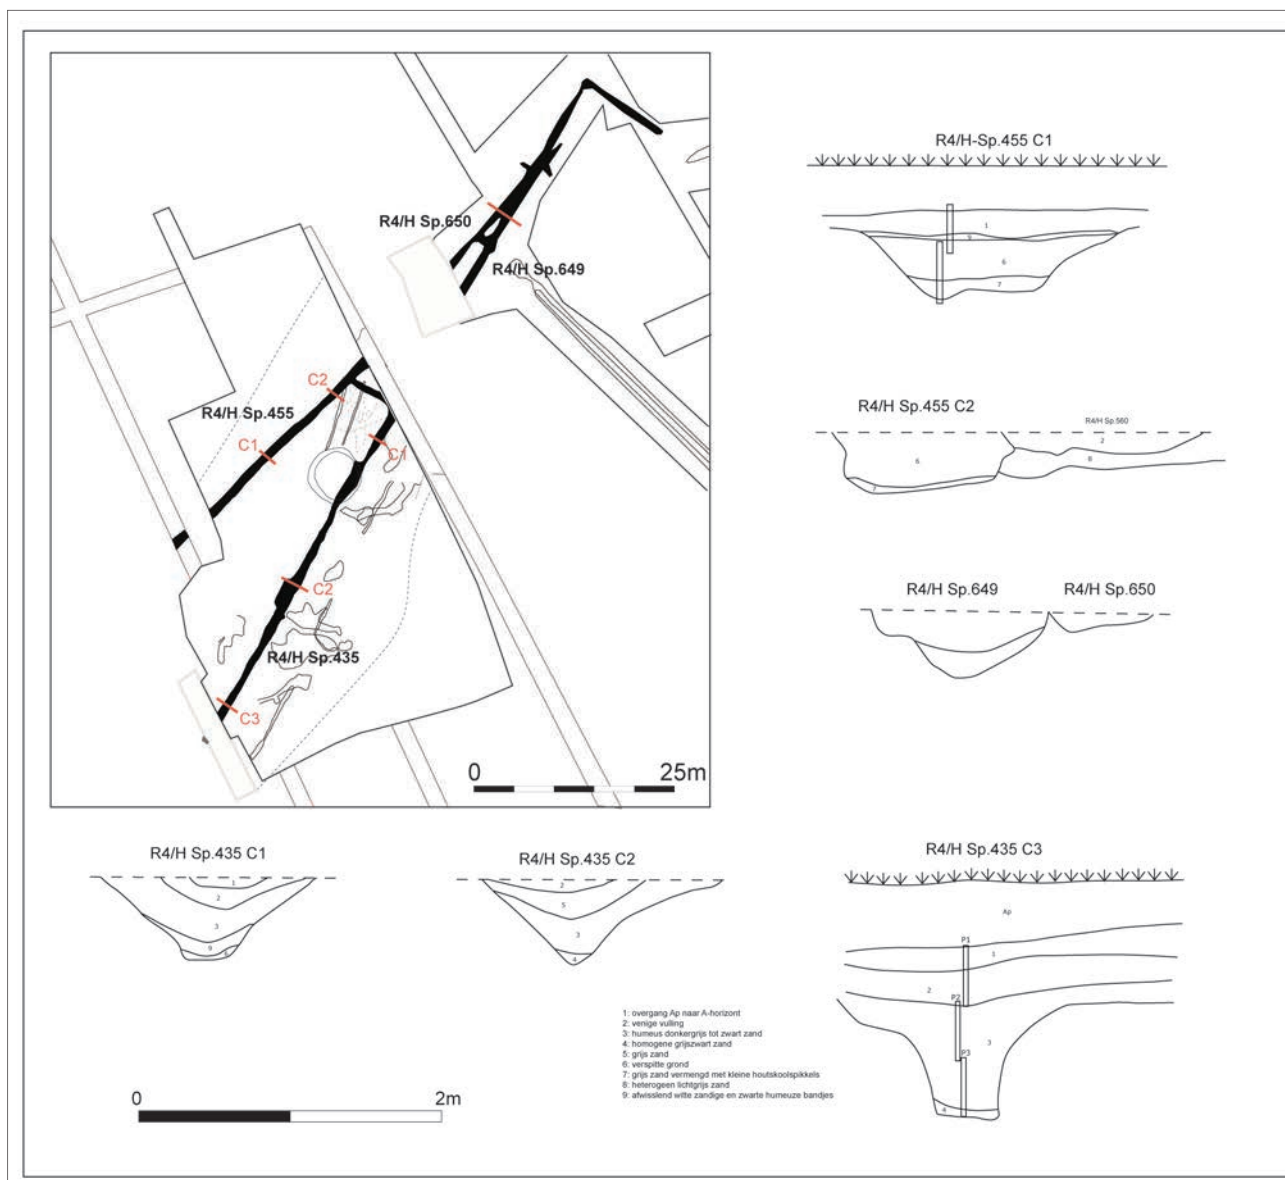 R4/H Sp.650
R4/H Sp.649
C2
R4/H Sp.455
C1
C1
C2
R4/H Sp.435
C3
0 25m
R4/H-Sp.455 C1
1
9
6
7
R4/H Sp.455 C2
R4/H Sp.560
2
6
8
7
R4/H Sp.649 R4/H Sp.650
R4/H Sp.435 C1
1
2
3
9
6
R4/H Sp.435 C2
2
5
3
4
R4/H Sp.435 C3
Ap
P1
1
2
P2
3
P3
4
1: overgang Ap naar A-horizont
2: venige vulling
3: humeus donkergrijs tot zwart zand
4: homogene grijszwart zand
5: grijs zand
6: verspitte grond
7: grijs zand vermengd met kleine houtskoolspikkels
8: heterogeen lichtgrijs zand
9: afwisslend witte zandige en zwarte humeuze bandjes
0 2m